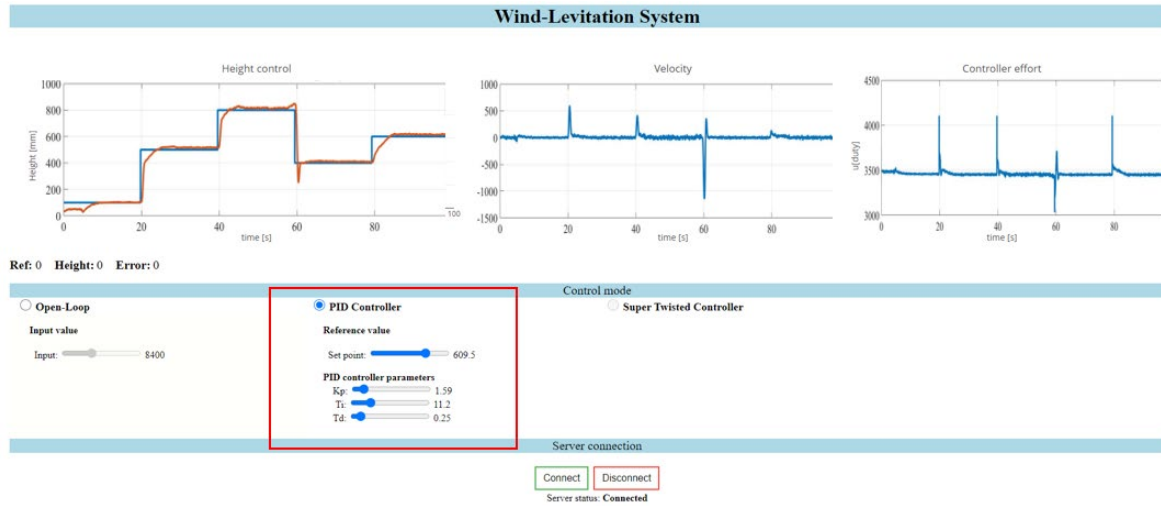 Wind-Levitation System
Height control
Height [mm]
1000
800
600
400
200
0
0 20 40 60 80
100
time [s]
Velocity
1000
500
0
-500
-1000
-1500
0 20 40 60 80
time [s]
Controller effort
u[duty]
4500
4000
3500
3000
0 20 40 60 80
time [s]
Ref: 0 Height: 0 Error: 0
Control mode
Open-Loop
Input value
Input: 8400
PID Controller
Reference value
Set point: 609.5
PID controller parameters
Kp: 1.59
Ti: 11.2
Td: 0.25
Super Twisted Controller
Server connection
Connect Disconnect
Server status: Connected